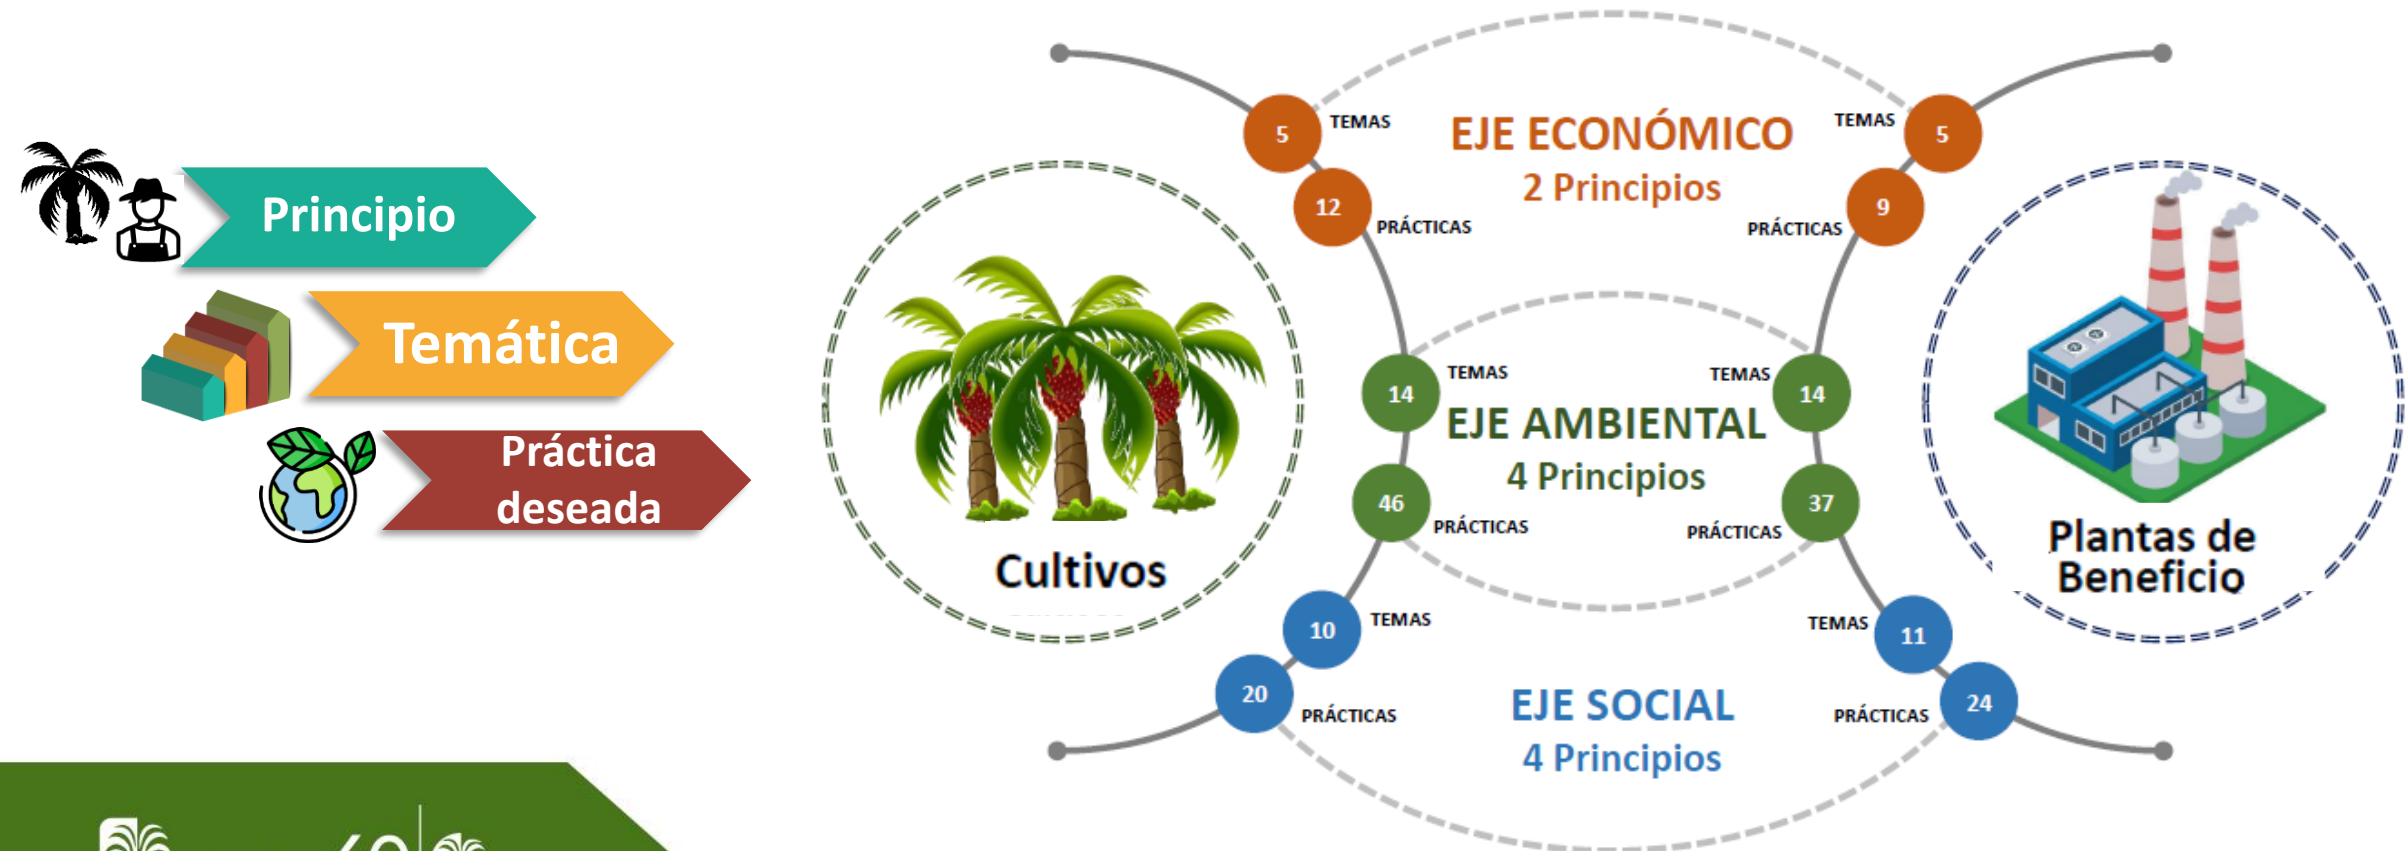 Principio
Temática
Práctica
deseada
5
TEMAS
12
PRÁCTICAS
EJE ECONÓMICO
2 Principios
TEMAS
5
9
PRÁCTICAS
14
TEMAS
46
PRÁCTICAS
EJE AMBIENTAL
4 Principios
TEMAS
14
37
PRÁCTICAS
Cultivos
Plantas de
Beneficio
10
TEMAS
20
PRÁCTICAS
EJE SOCIAL
4 Principios
TEMAS
11
24
PRÁCTICAS